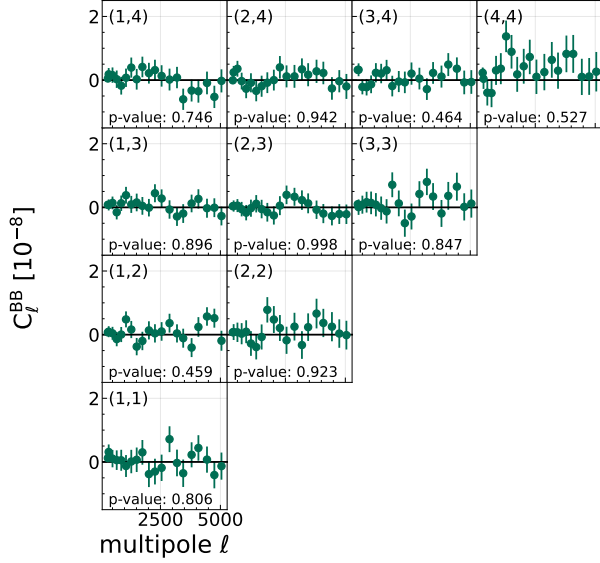 (1,4) (2,4) (3,4) (4,4)
2
0
p-value: 0.746 p-value: 0.942 p-value: 0.464 p-value: 0.527
(1,3) (2,3) (3,3)
2
0
p-value: 0.896 p-value: 0.998 p-value: 0.847
C_ℓ^BB [10^−8]
(1,2) (2,2)
2
0
p-value: 0.459 p-value: 0.923
(1,1)
2
0
p-value: 0.806
2500 5000
multipole ℓ